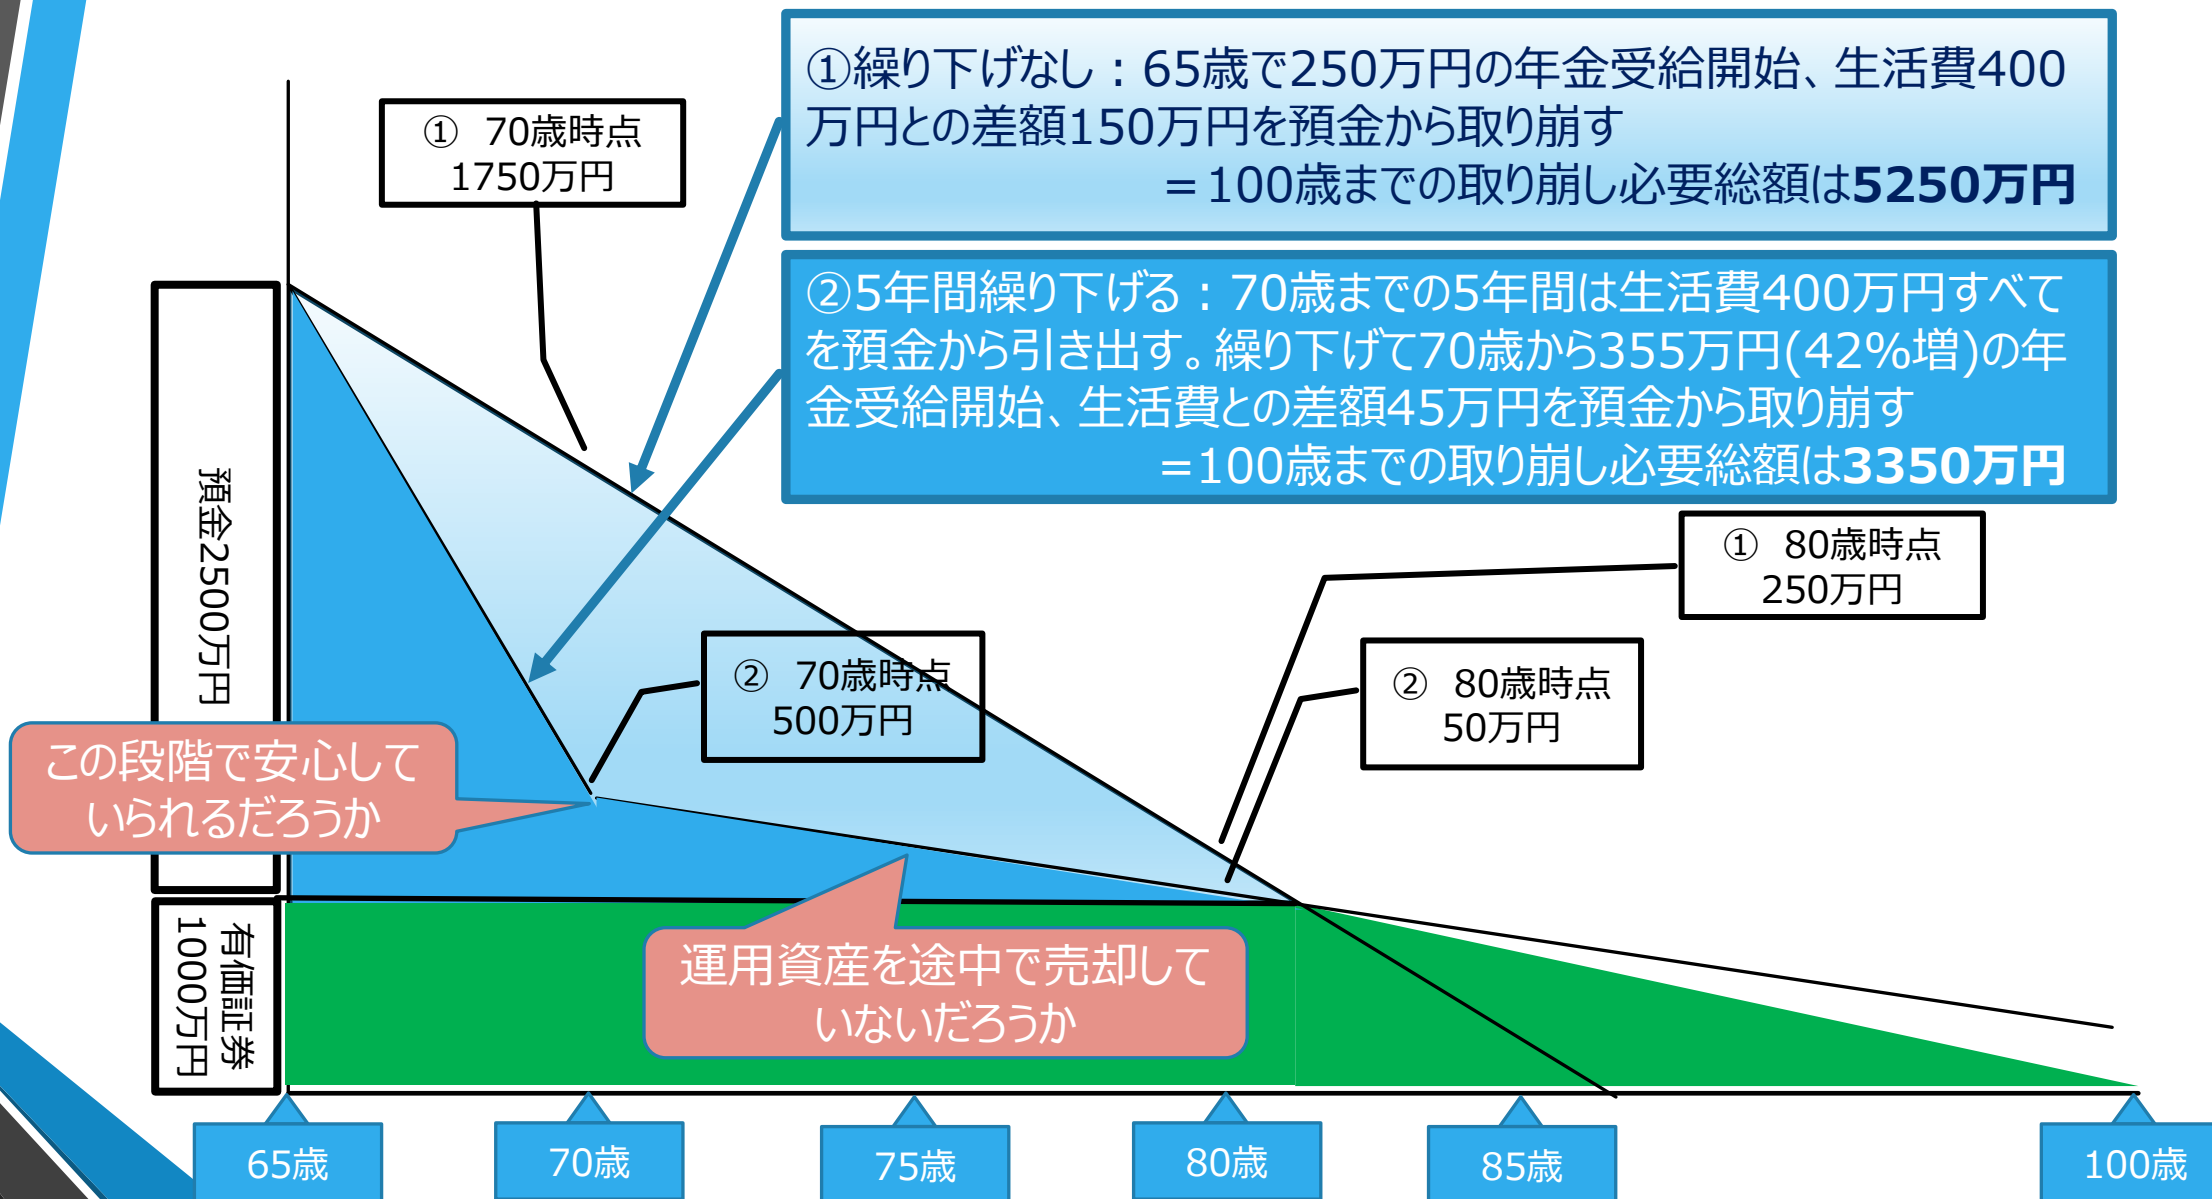 ①繰り下げなし：65歳で250万円の年金受給開始、生活費400
万円との差額150万円を預金から取り崩す
＝100歳までの取り崩し必要総額は5250万円
① 70歳時点
1750万円
②5年間繰り下げる：70歳までの5年間は生活費400万円すべて
を預金から引き出す。繰り下げて70歳から355万円(42%増)の年
金受給開始、生活費との差額45万円を預金から取り崩す
=100歳までの取り崩し必要総額は3350万円
預金2500万円
① 80歳時点
250万円
② 70歳時点
500万円
② 80歳時点
50万円
この段階で安心して
いられるだろうか
有価証券
1000万円
運用資産を途中で売却して
いないだろうか
65歳
70歳
75歳
80歳
85歳
100歳